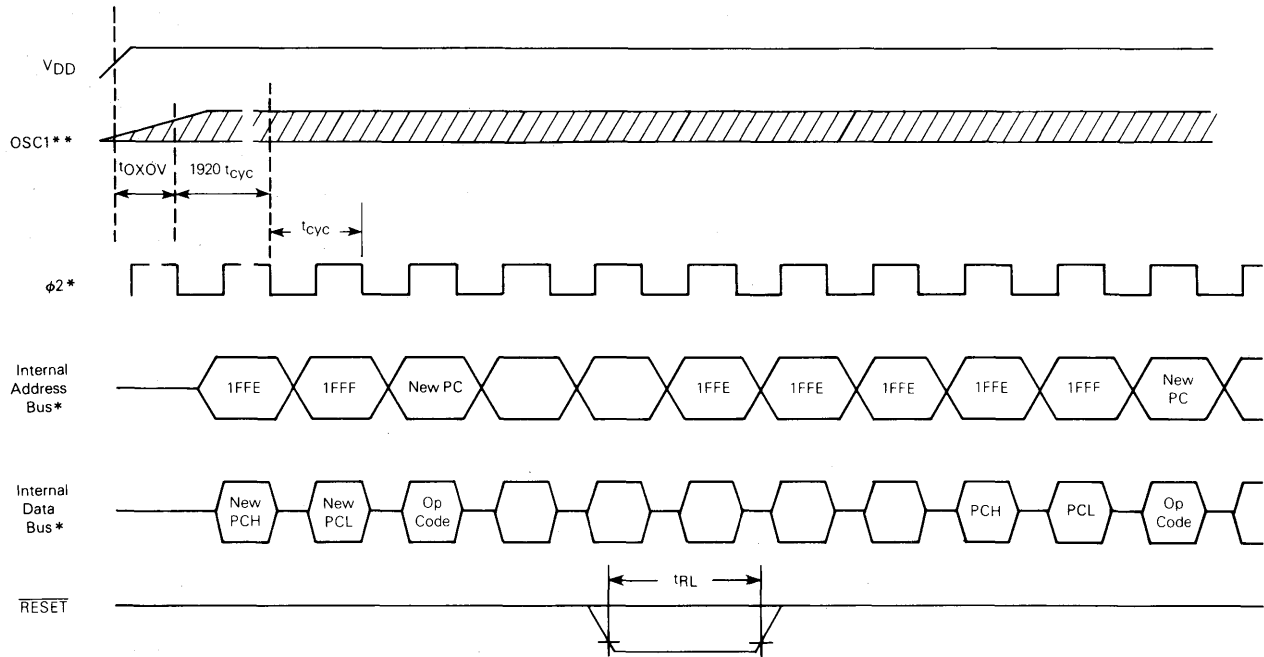 VDD
OSC1**
tOXOV
1920 tcyc
tcyc
φ2*
Internal
Address
Bus*
1FFE
1FFF
New PC
1FFE
1FFE
1FFE
1FFE
1FFF
New
PC
Internal
Data
Bus*
New
PCH
New
PCL
Op
Code
PCH
PCL
Op
Code
tRL
RESET